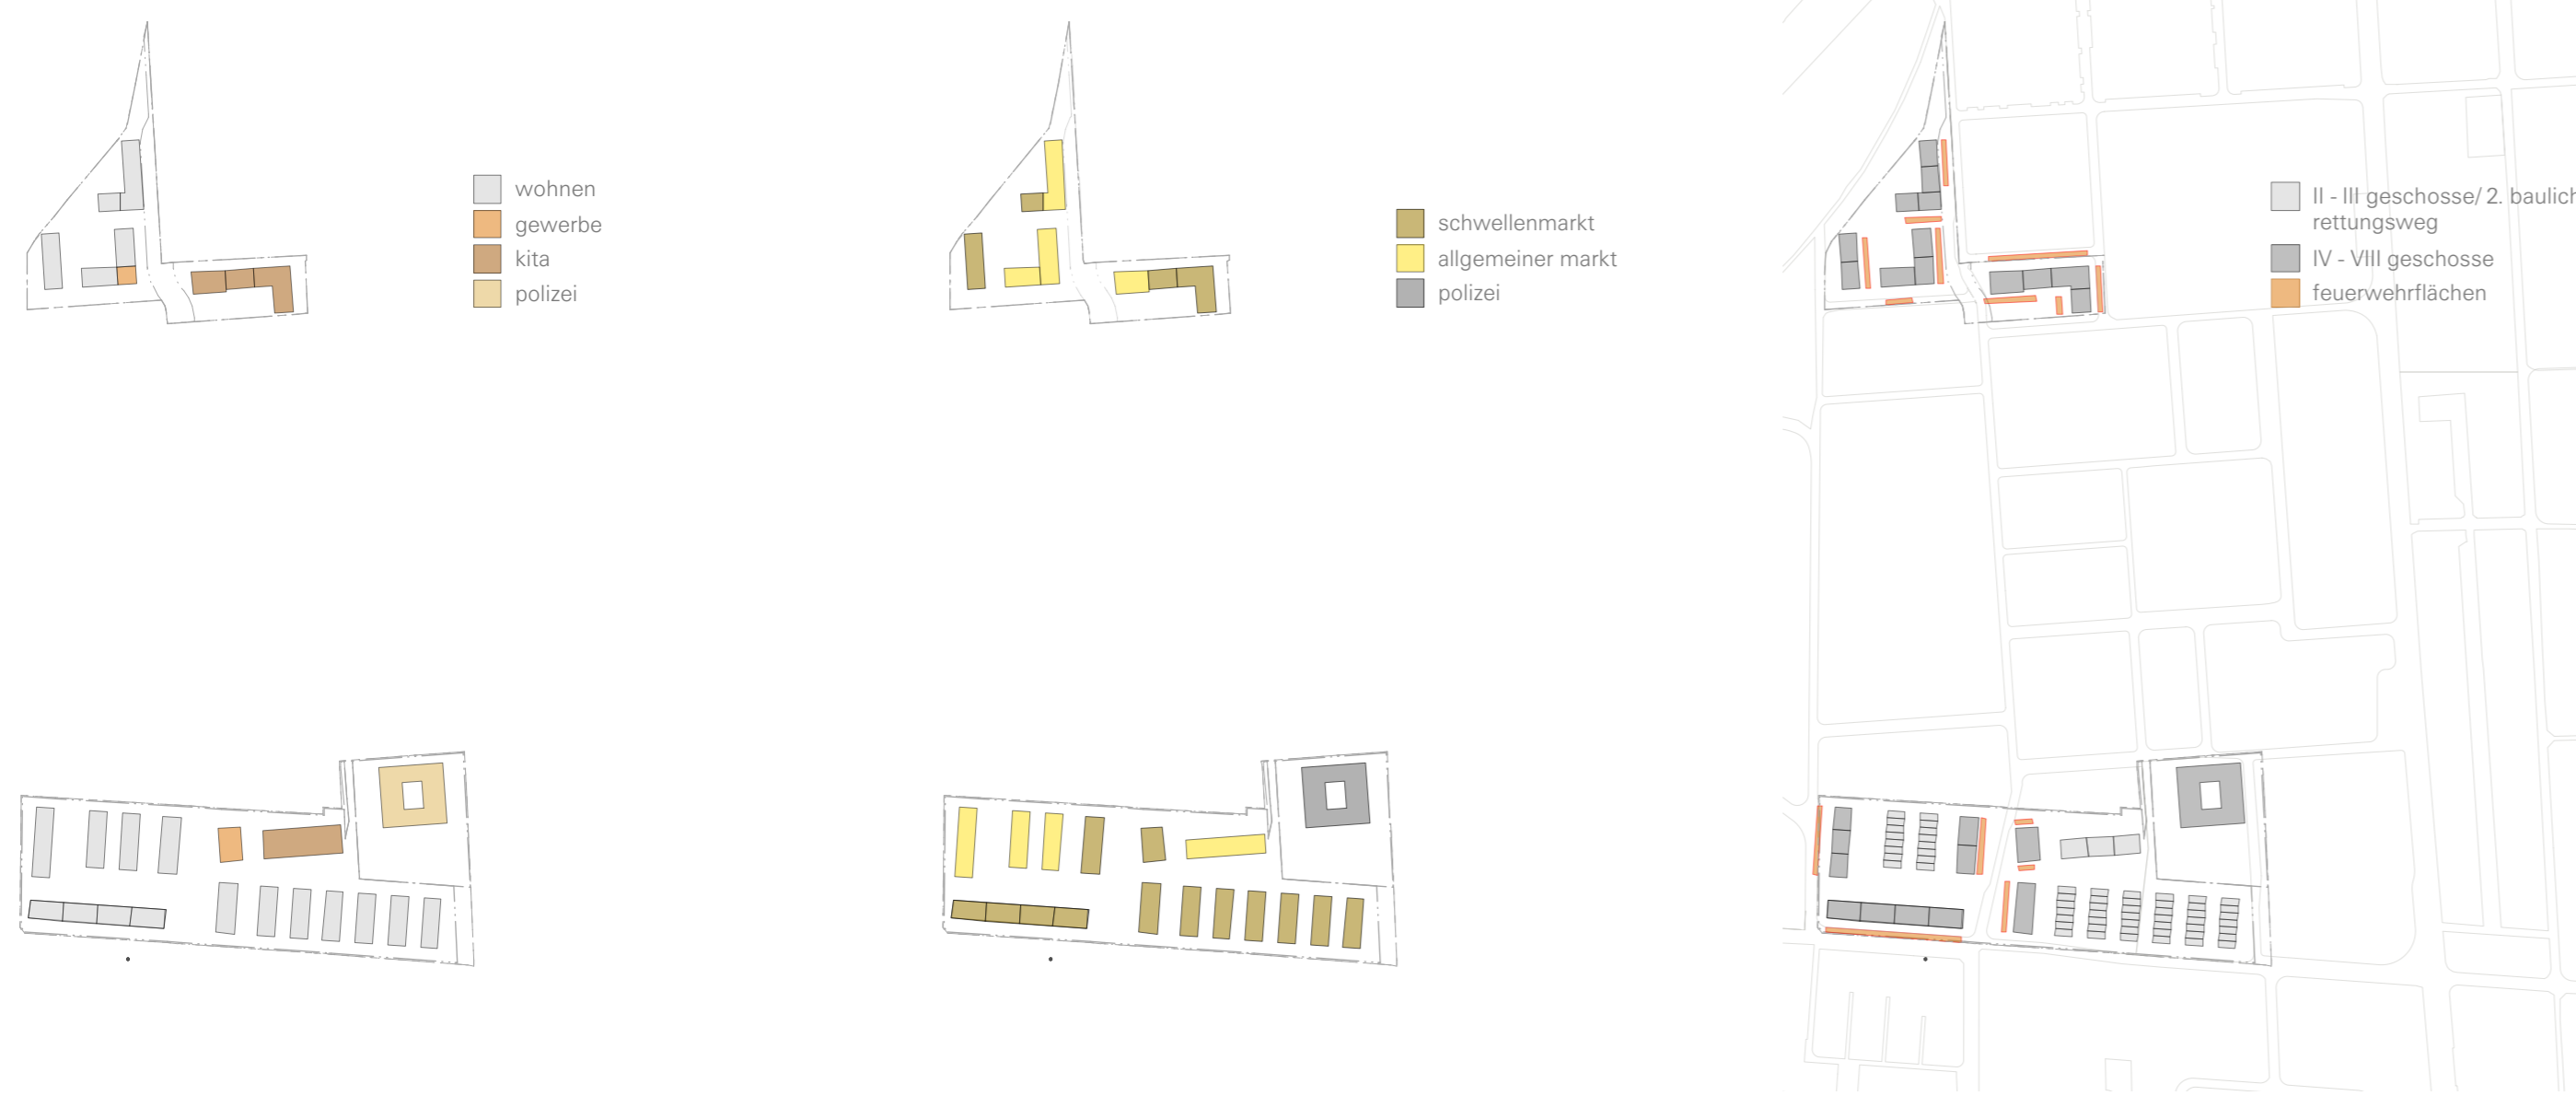 wohnen
gewerbe
kita
polizei
schwellenmarkt
allgemeiner markt
polizei
II - III geschosse/ 2. baulich
rettungsweg
IV - VIII geschosse
feuerwehrflächen